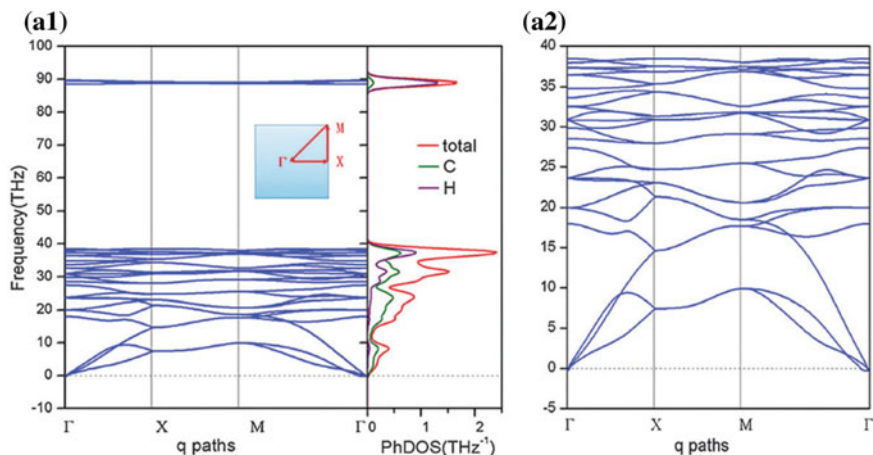 (a1)
100
90
80
70
60
50
40
30
20
10
0
-10
Frequency(THz)
Γ X M Γ
q paths
M
Γ X
total
C
H
0 1 2
PhDOS(THz⁻¹)
(a2)
40
35
30
25
20
15
10
5
0
-5
Γ X M Γ
q paths